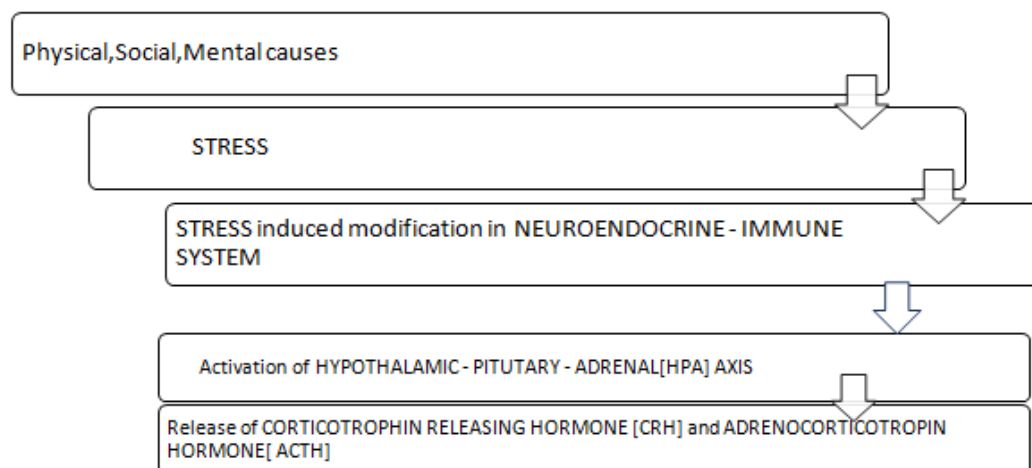 Physical,Social,Mental causes
STRESS
STRESS induced modification in NEUROENDOCRINE - IMMUNE
SYSTEM
Activation of HYPOTHALAMIC - PITUTARY - ADRENAL[HPA] AXIS
Release of CORTICOTROPHIN RELEASING HORMONE [CRH] and ADRENOCORTICOTROPIN
HORMONE[ ACTH]